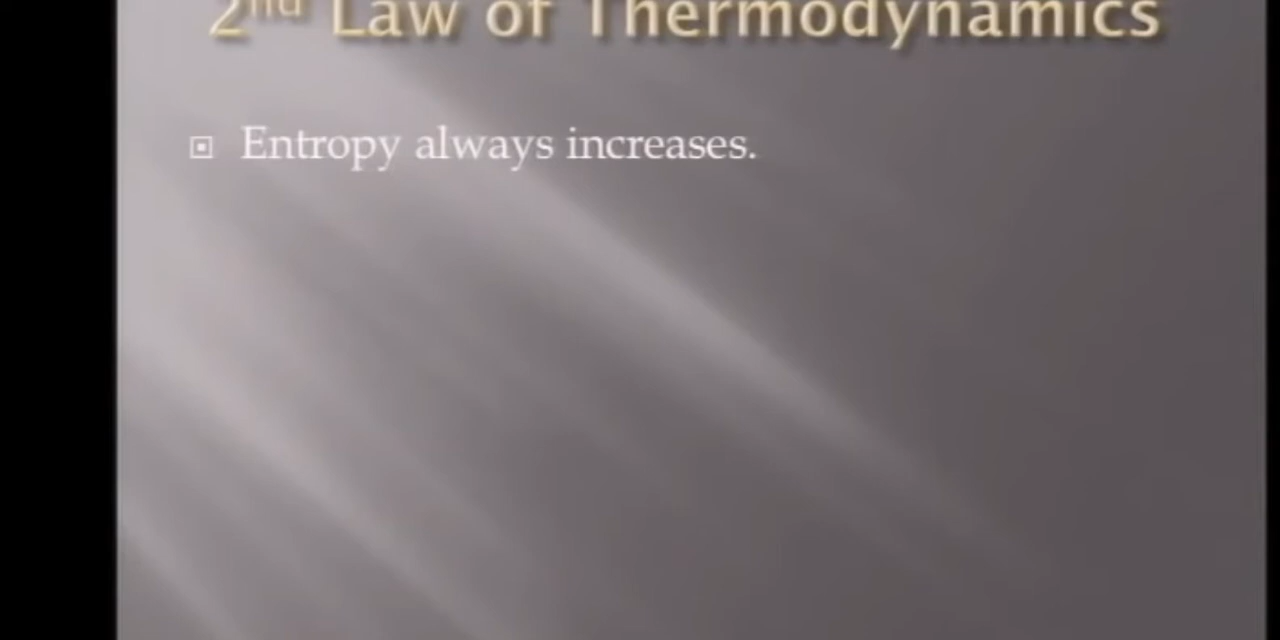 2nd Law of Thermodynamics
Entropy always increases.